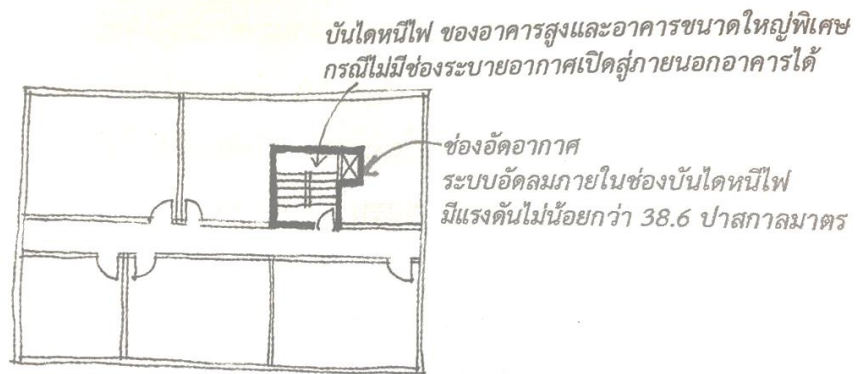 บันไดหนีไฟ ของอาคารสูงและอาคารขนาดใหญ่พิเศษ
กรณีไม่มีช่องระบายอากาศเปิดสู่ภายนอกอาคารได้
ช่องอัดอากาศ
ระบบอัดลมภายในช่องบันไดหนีไฟ
มีแรงดันไม่น้อยกว่า 38.6 ปาสกาลมาตร